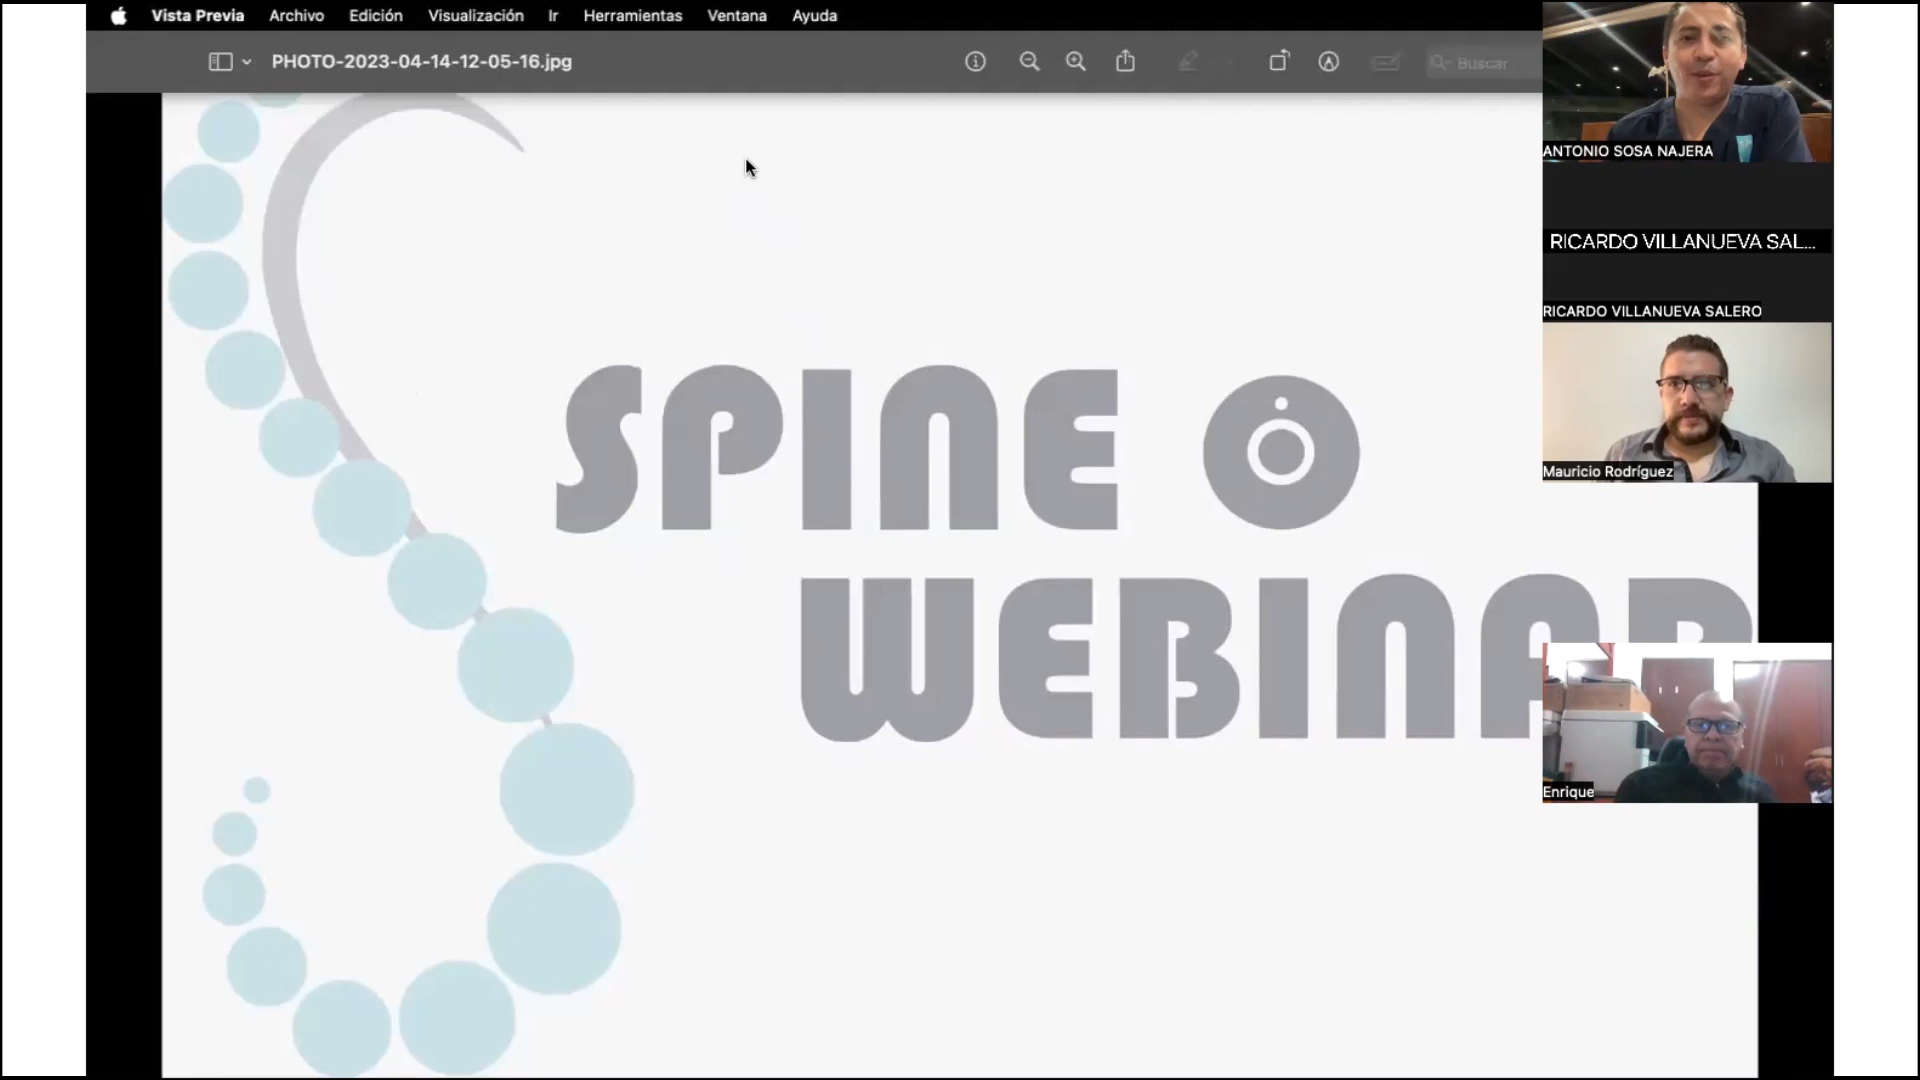 Vista Previa Archivo Edición Visualización Ir Herramientas Ventana Ayuda
PHOTO-2023-04-14-12-05-16.jpg
Buscar
ANTONIO SOSA NAJERA
RICARDO VILLANUEVA SAL...
RICARDO VILLANUEVA SALERO
Mauricio Rodríguez
SPINE
WEBINAR
Enrique